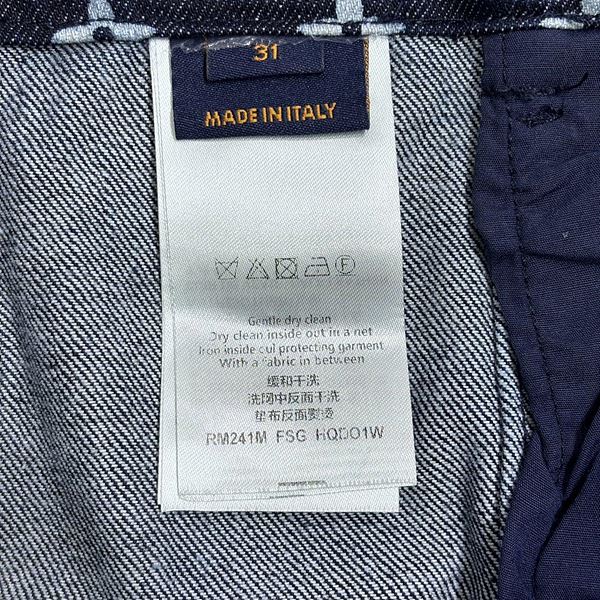 31
MADE IN ITALY
Gentle dry clean
Dry clean inside out in a net
Iron inside oul protecting garment
With a fabric in between
缓和干洗
洗网中反面干洗
垫布反面熨烫
RM241M FSG HQDO1W